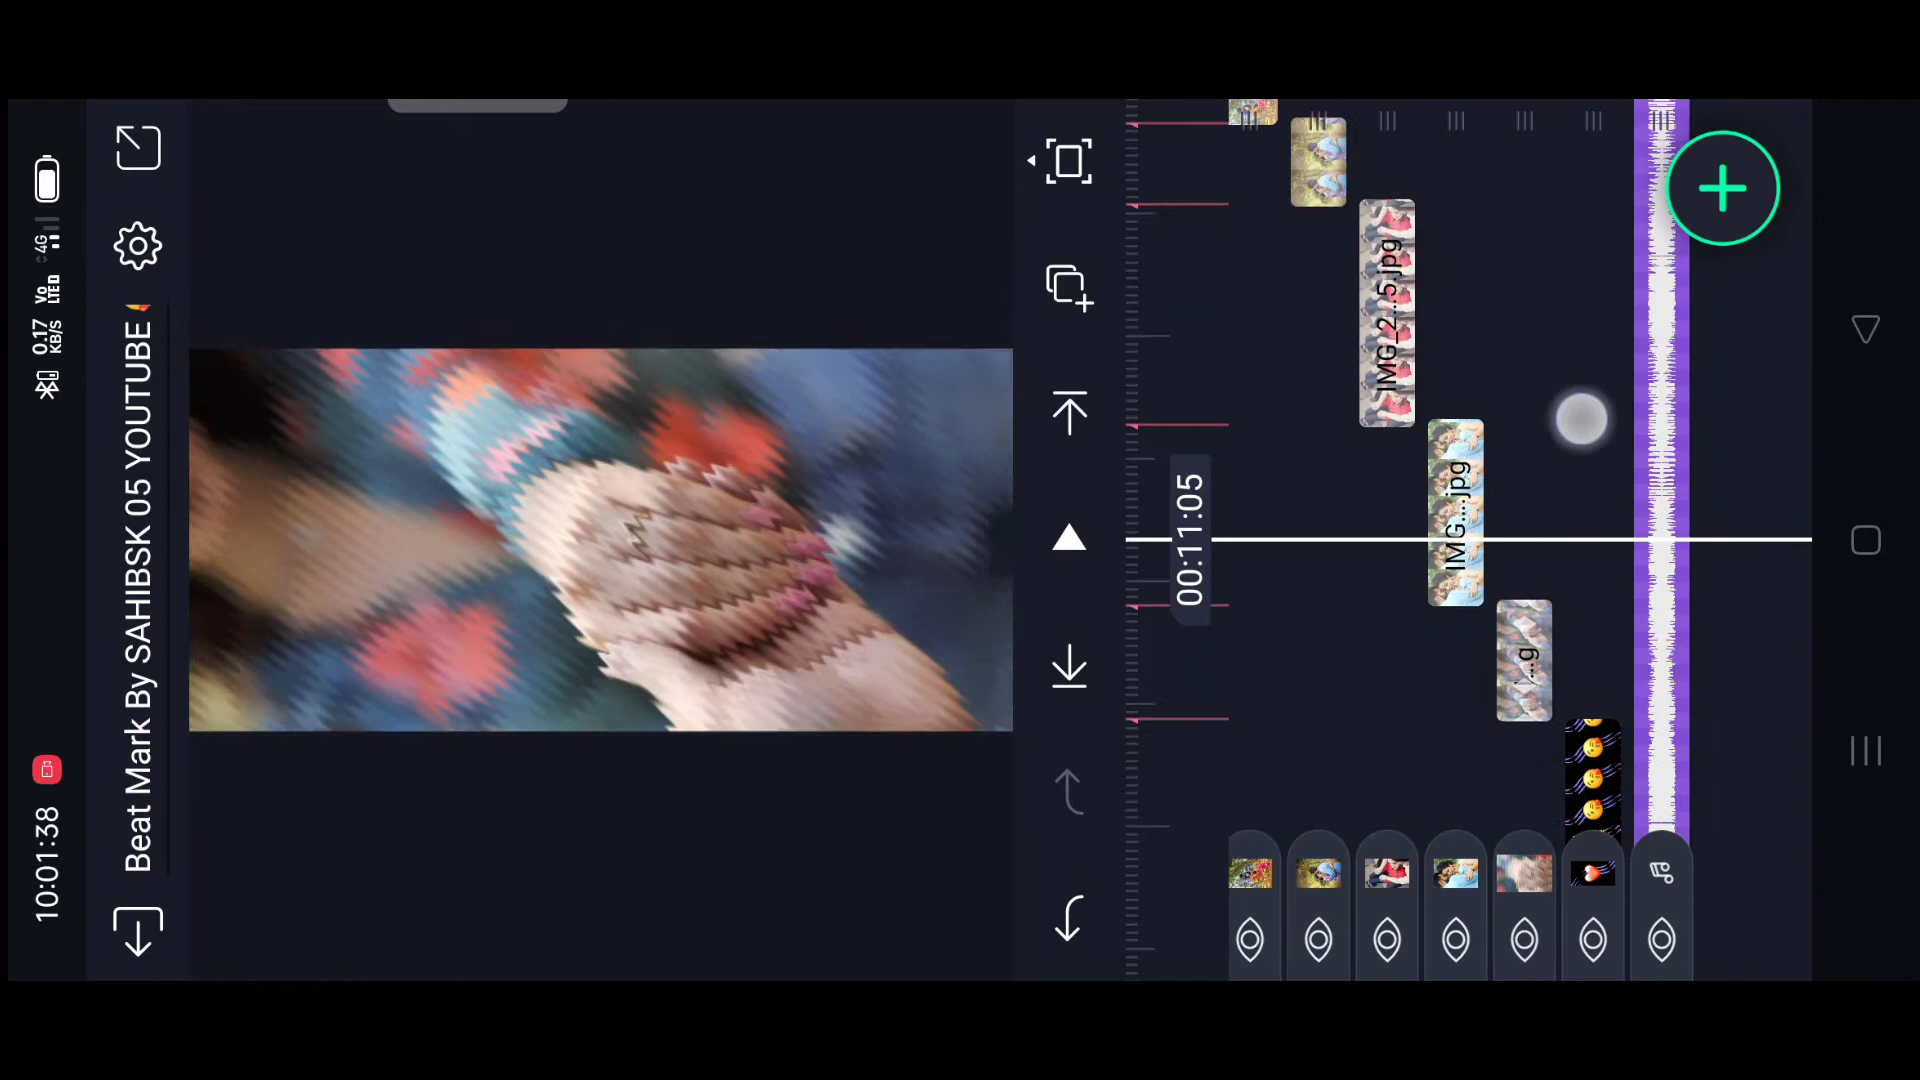 10:01:38
0.17 KB/S
Vo LTE
4G
Beat Mark By SAHIBSK 05 YOUTUBE
00:11:05
IMG_2...5.jpg
IMG...jpg
...g